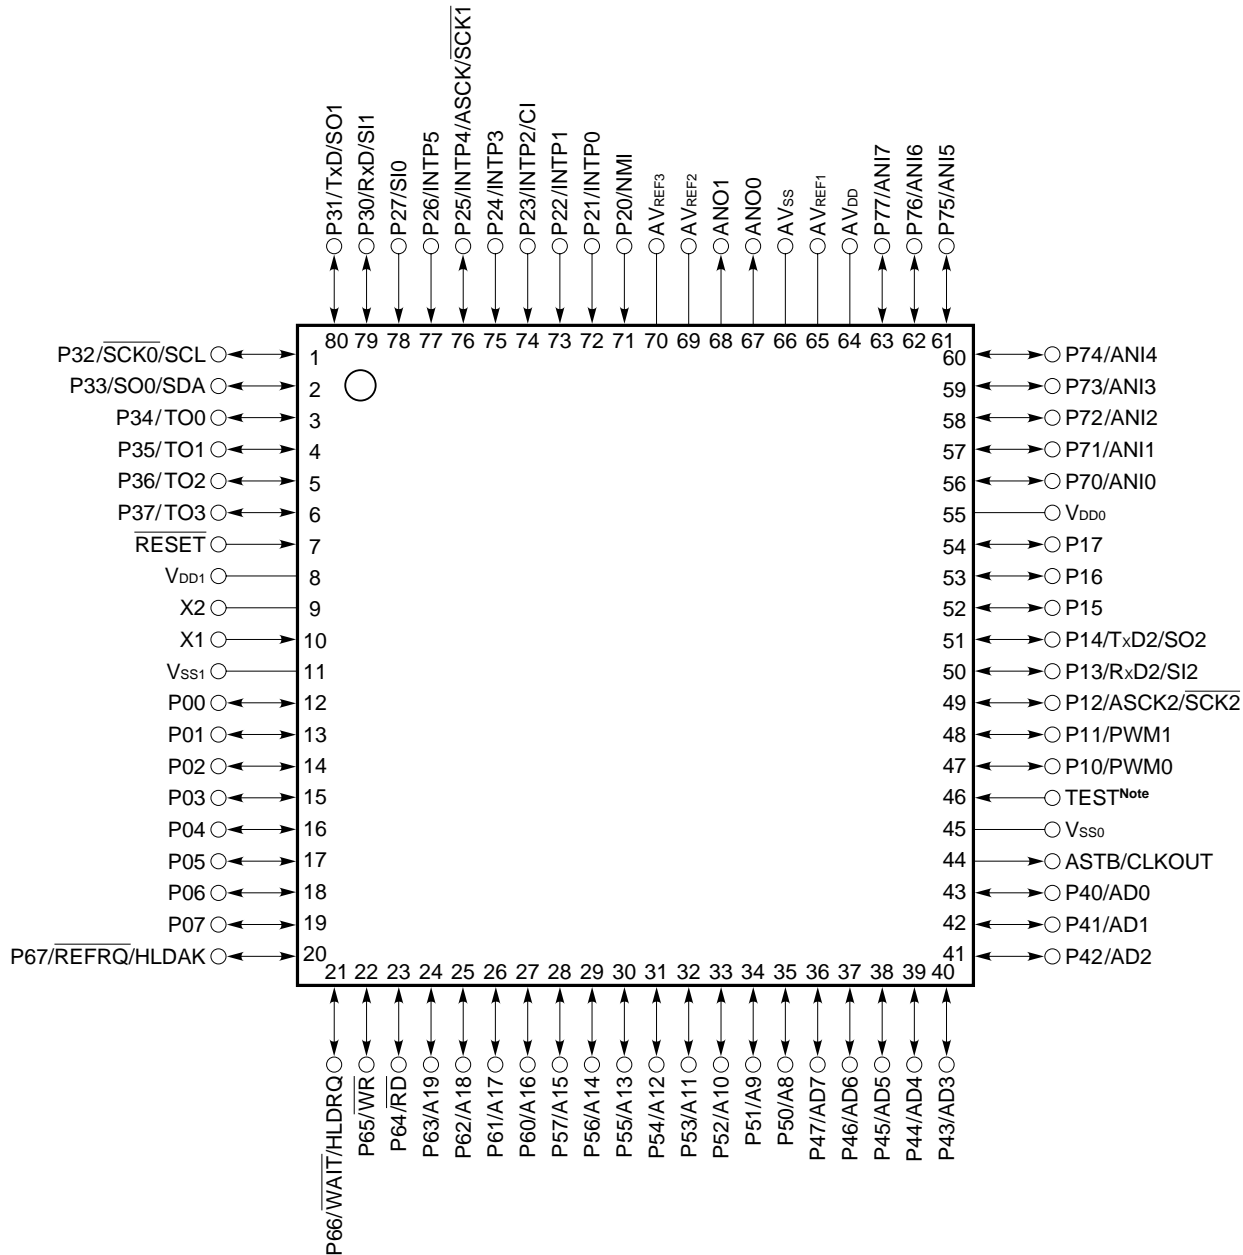 P31/TxD/SO1
P30/RxD/SI1
P27/SI0
P26/INTP5
P25/INTP4/ASCK/S̅C̅K̅1̅
P24/INTP3
P23/INTP2/CI
P22/INTP1
P21/INTP0
P20/NMI
AVREF3
AVREF2
ANO1
ANO0
AVSS
AVREF1
AVDD
P77/ANI7
P76/ANI6
P75/ANI5
80 79 78 77 76 75 74 73 72 71 70 69 68 67 66 65 64 63 62 61
P32/S̅C̅K̅0̅/SCL 1
P33/SO0/SDA 2
P34/TO0 3
P35/TO1 4
P36/TO2 5
P37/TO3 6
R̅E̅S̅E̅T̅ 7
VDD1 8
X2 9
X1 10
VSS1 11
P00 12
P01 13
P02 14
P03 15
P04 16
P05 17
P06 18
P07 19
P67/R̅E̅F̅R̅Q̅/HLDAK 20
60 P74/ANI4
59 P73/ANI3
58 P72/ANI2
57 P71/ANI1
56 P70/ANI0
55 VDD0
54 P17
53 P16
52 P15
51 P14/TxD2/SO2
50 P13/RxD2/SI2
49 P12/ASCK2/S̅C̅K̅2̅
48 P11/PWM1
47 P10/PWM0
46 TESTNote
45 VSS0
44 ASTB/CLKOUT
43 P40/AD0
42 P41/AD1
41 P42/AD2
21 22 23 24 25 26 27 28 29 30 31 32 33 34 35 36 37 38 39 40
P66/W̅A̅I̅T̅/HLDRQ
P65/W̅R̅
P64/R̅D̅
P63/A19
P62/A18
P61/A17
P60/A16
P57/A15
P56/A14
P55/A13
P54/A12
P53/A11
P52/A10
P51/A9
P50/A8
P47/AD7
P46/AD6
P45/AD5
P44/AD4
P43/AD3